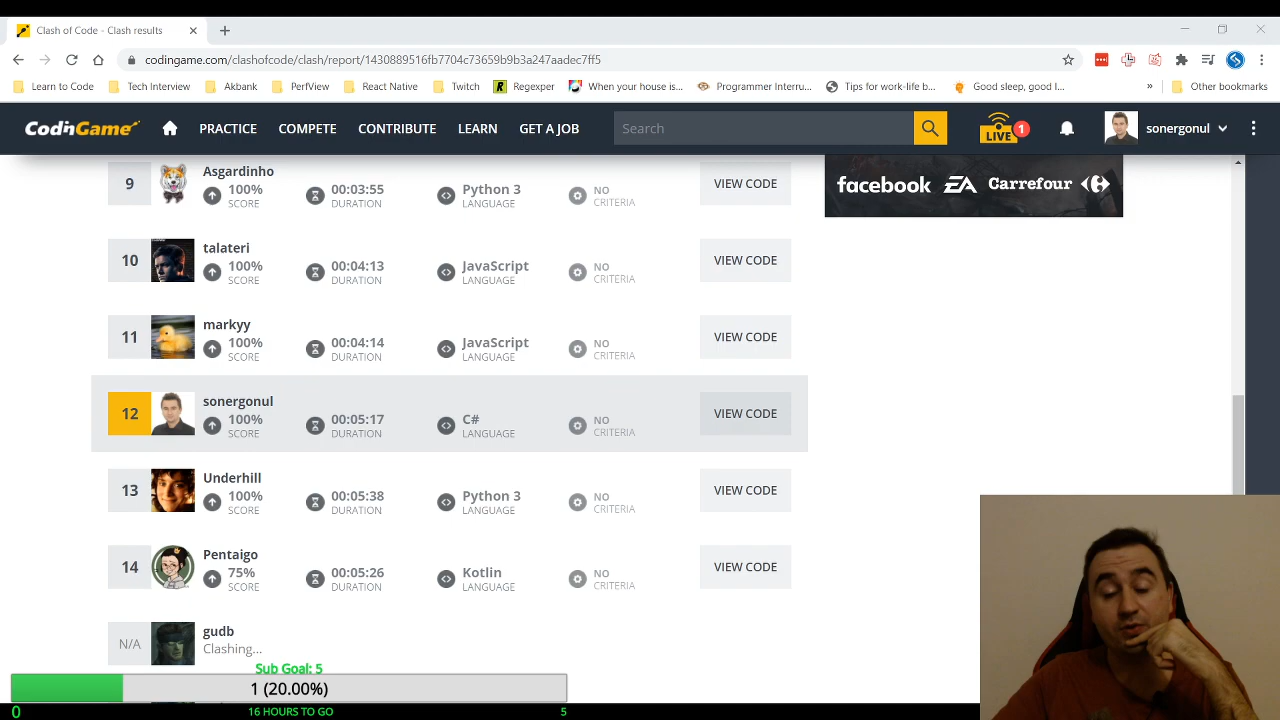 Clash of Code - Clash results
codingame.com/clashofcode/clash/report/143080516fb7704c73659b9b3a247aadec7ff5
Learn to Code Tech Interview Akbank PerfView React Native Twitch Regexper When your house is... Programmer Interru... Tips for work-life b... Good sleep, good l... » Other bookmarks
CodinGame PRACTICE COMPETE CONTRIBUTE LEARN GET A JOB Search LIVE 1 sonergonul
facebook EA Carrefour
9 Asgardinho
100% 00:03:55 Python 3 NO VIEW CODE
SCORE DURATION LANGUAGE CRITERIA
10 talateri
100% 00:04:13 JavaScript NO VIEW CODE
SCORE DURATION LANGUAGE CRITERIA
11 markyy
100% 00:04:14 JavaScript NO VIEW CODE
SCORE DURATION LANGUAGE CRITERIA
12 sonergonul
100% 00:05:17 C# NO VIEW CODE
SCORE DURATION LANGUAGE CRITERIA
13 Underhill
100% 00:05:38 Python 3 NO VIEW CODE
SCORE DURATION LANGUAGE CRITERIA
14 Pentaigo
75% 00:05:26 Kotlin NO VIEW CODE
SCORE DURATION LANGUAGE CRITERIA
N/A gudb
Clashing...
Sub Goal: 5
1 (20.00%)
0 16 HOURS TO GO 5